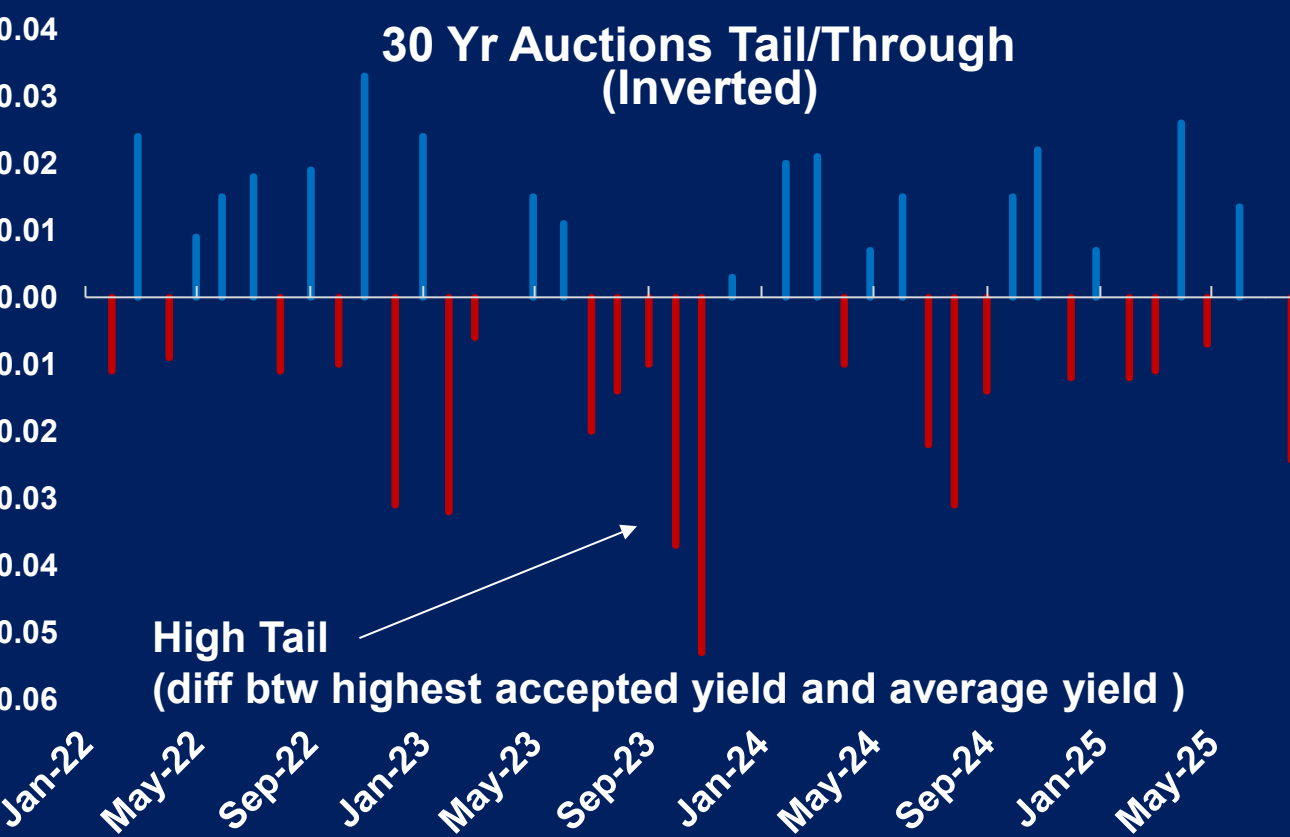 30 Yr Auctions Tail/Through
(Inverted)
0.04
0.03
0.02
0.01
0.00
0.01
0.02
0.03
0.04
0.05
0.06
High Tail
(diff btw highest accepted yield and average yield )
Jan-22
May-22
Sep-22
Jan-23
May-23
Sep-23
Jan-24
May-24
Sep-24
Jan-25
May-25